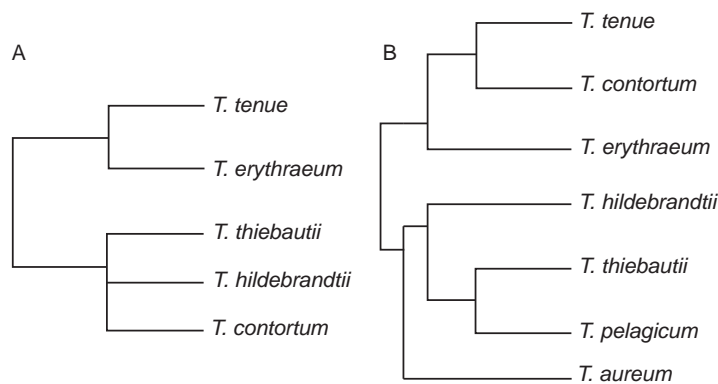 A
T. tenue
T. erythraeum
T. thiebautii
T. hildebrandtii
T. contortum
B
T. tenue
T. contortum
T. erythraeum
T. hildebrandtii
T. thiebautii
T. pelagicum
T. aureum